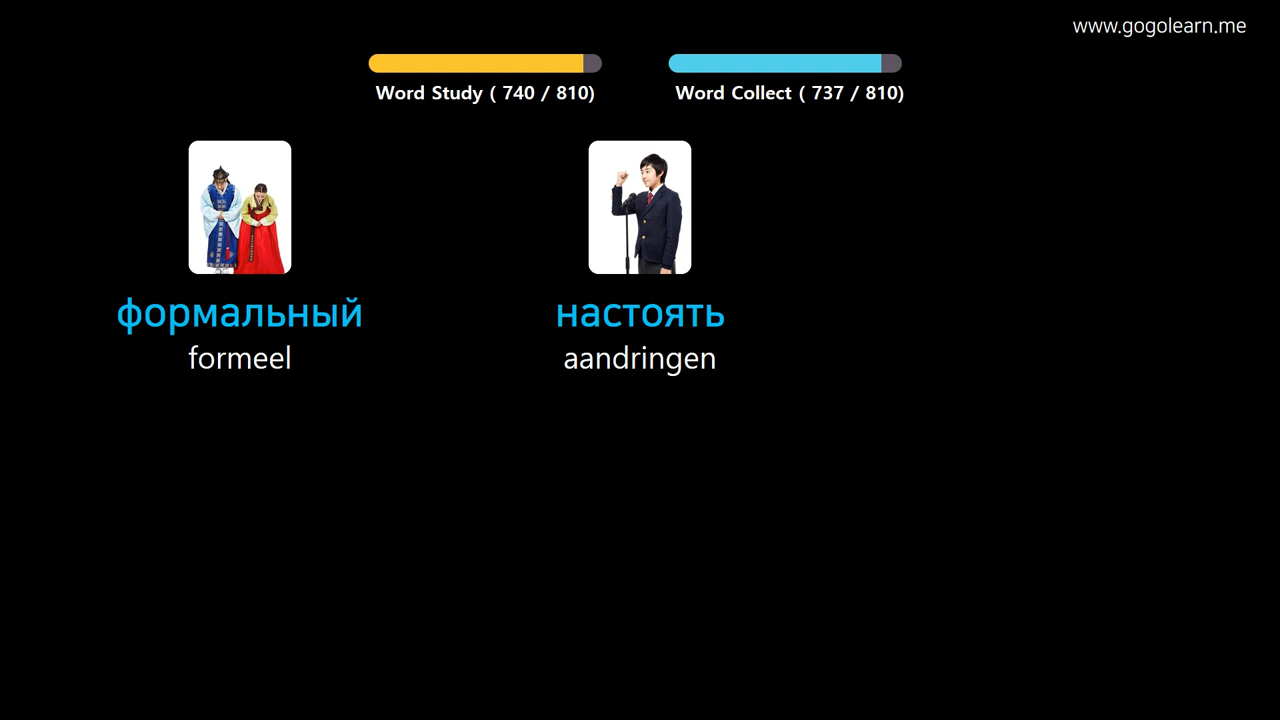 www.gogolearn.me
Word Study ( 740 / 810)
Word Collect ( 737 / 810)
формальный
formeel
настоять
aandringen